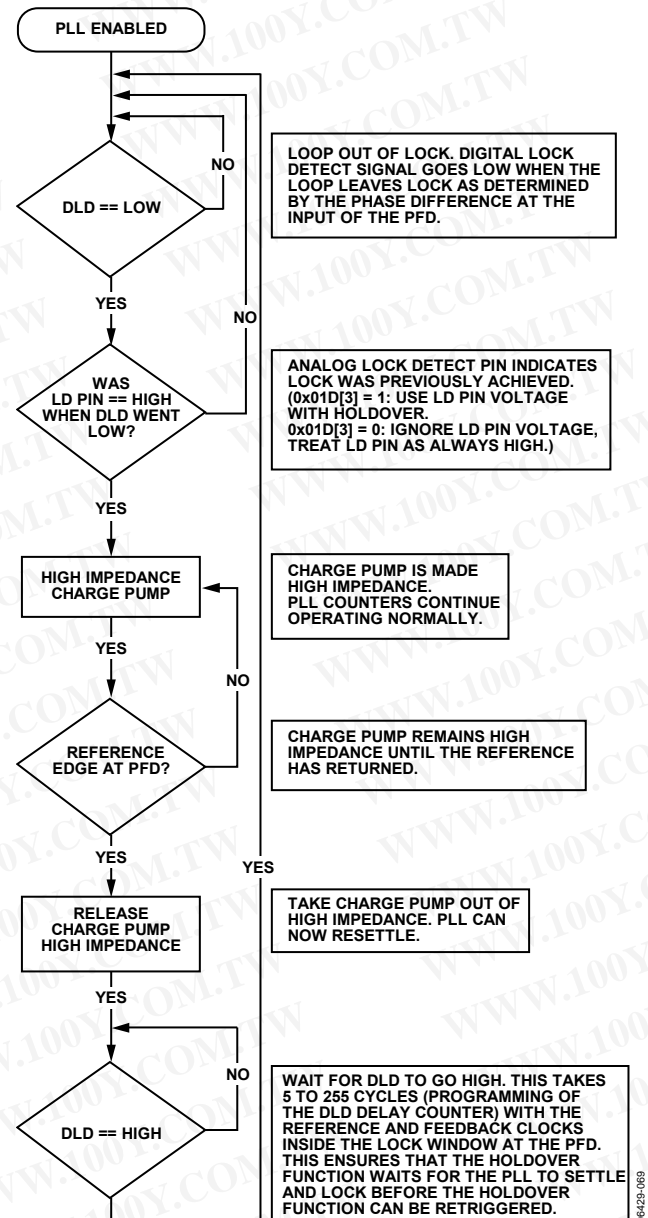 PLL ENABLED
NO
DLD == LOW
LOOP OUT OF LOCK. DIGITAL LOCK
DETECT SIGNAL GOES LOW WHEN THE
LOOP LEAVES LOCK AS DETERMINED
BY THE PHASE DIFFERENCE AT THE
INPUT OF THE PFD.
YES
NO
WAS
LD PIN == HIGH
WHEN DLD WENT
LOW?
ANALOG LOCK DETECT PIN INDICATES
LOCK WAS PREVIOUSLY ACHIEVED.
(0x01D[3] = 1: USE LD PIN VOLTAGE
WITH HOLDOVER.
0x01D[3] = 0: IGNORE LD PIN VOLTAGE,
TREAT LD PIN AS ALWAYS HIGH.)
YES
HIGH IMPEDANCE
CHARGE PUMP
CHARGE PUMP IS MADE
HIGH IMPEDANCE.
PLL COUNTERS CONTINUE
OPERATING NORMALLY.
YES
NO
REFERENCE
EDGE AT PFD?
CHARGE PUMP REMAINS HIGH
IMPEDANCE UNTIL THE REFERENCE
HAS RETURNED.
YES
YES
RELEASE
CHARGE PUMP
HIGH IMPEDANCE
TAKE CHARGE PUMP OUT OF
HIGH IMPEDANCE. PLL CAN
NOW RESETTLE.
YES
NO
DLD == HIGH
WAIT FOR DLD TO GO HIGH. THIS TAKES
5 TO 255 CYCLES (PROGRAMMING OF
THE DLD DELAY COUNTER) WITH THE
REFERENCE AND FEEDBACK CLOCKS
INSIDE THE LOCK WINDOW AT THE PFD.
THIS ENSURES THAT THE HOLDOVER
FUNCTION WAITS FOR THE PLL TO SETTLE
AND LOCK BEFORE THE HOLDOVER
FUNCTION CAN BE RETRIGGERED.
06429-069
WWW.100Y.COM.TW